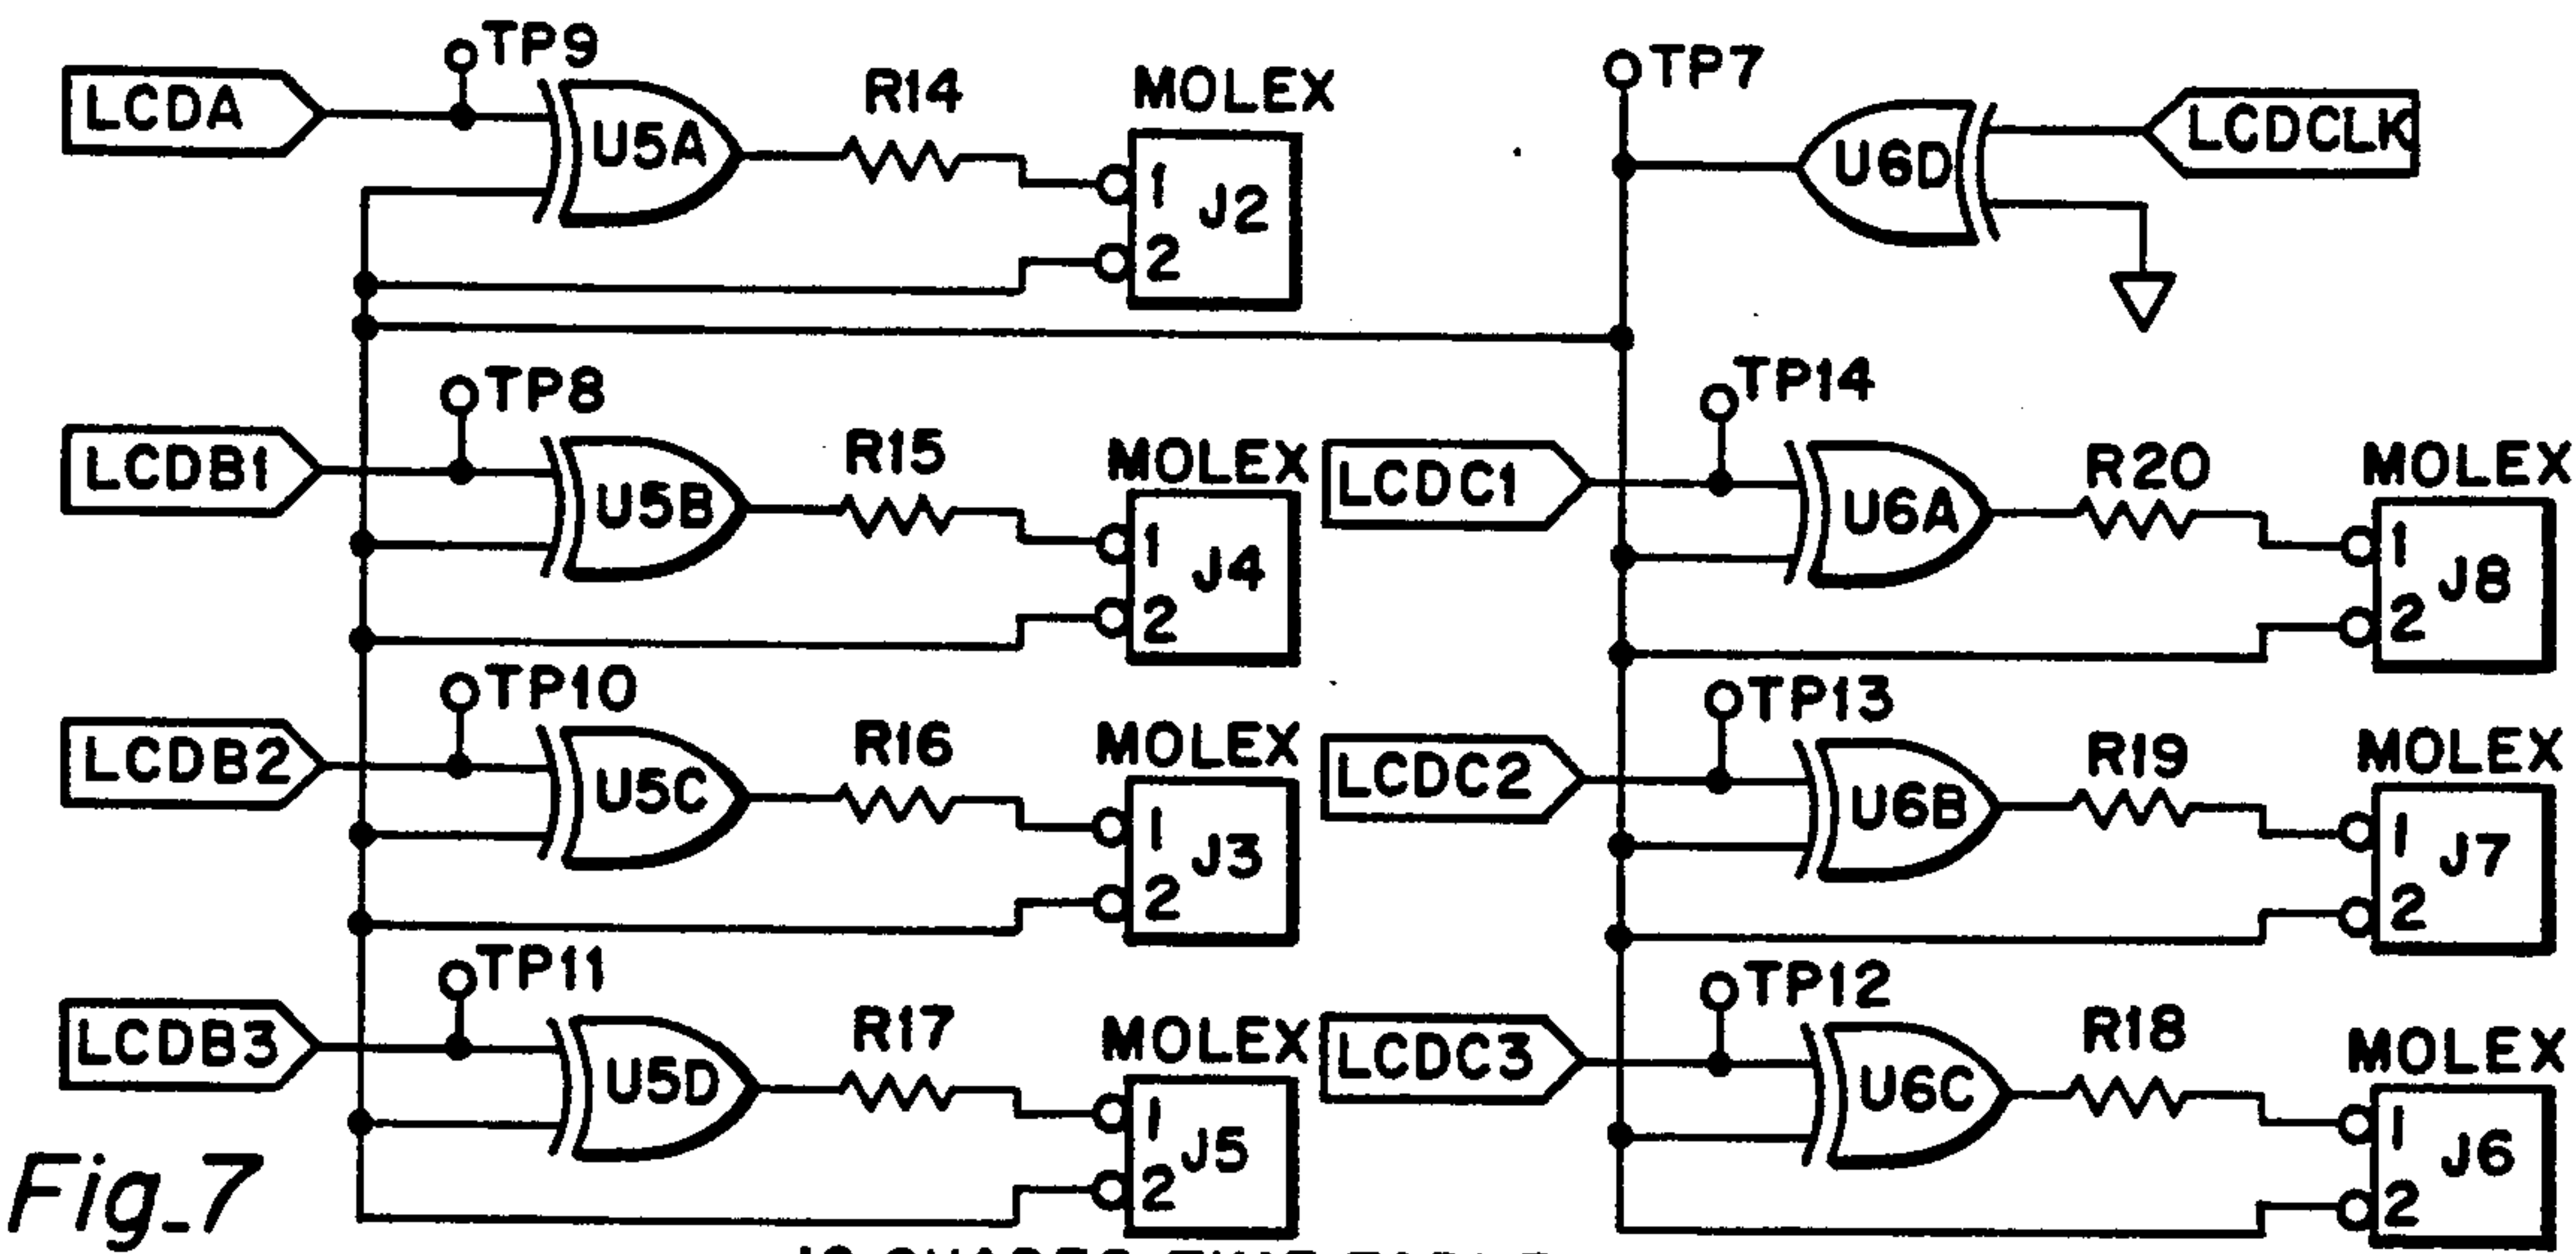 TP9
LCDA
U5A
R14
MOLEX
1
J2
2
TP7
U6D
LCDCLK
TP8
LCDB1
U5B
R15
MOLEX
1
J4
2
TP14
LCDC1
U6A
R20
MOLEX
1
J8
2
TP10
LCDB2
U5C
R16
MOLEX
1
J3
2
TP13
LCDC2
U6B
R19
MOLEX
1
J7
2
TP11
LCDB3
U5D
R17
MOLEX
1
J5
2
TP12
LCDC3
U6C
R18
MOLEX
1
J6
2
Fig_7